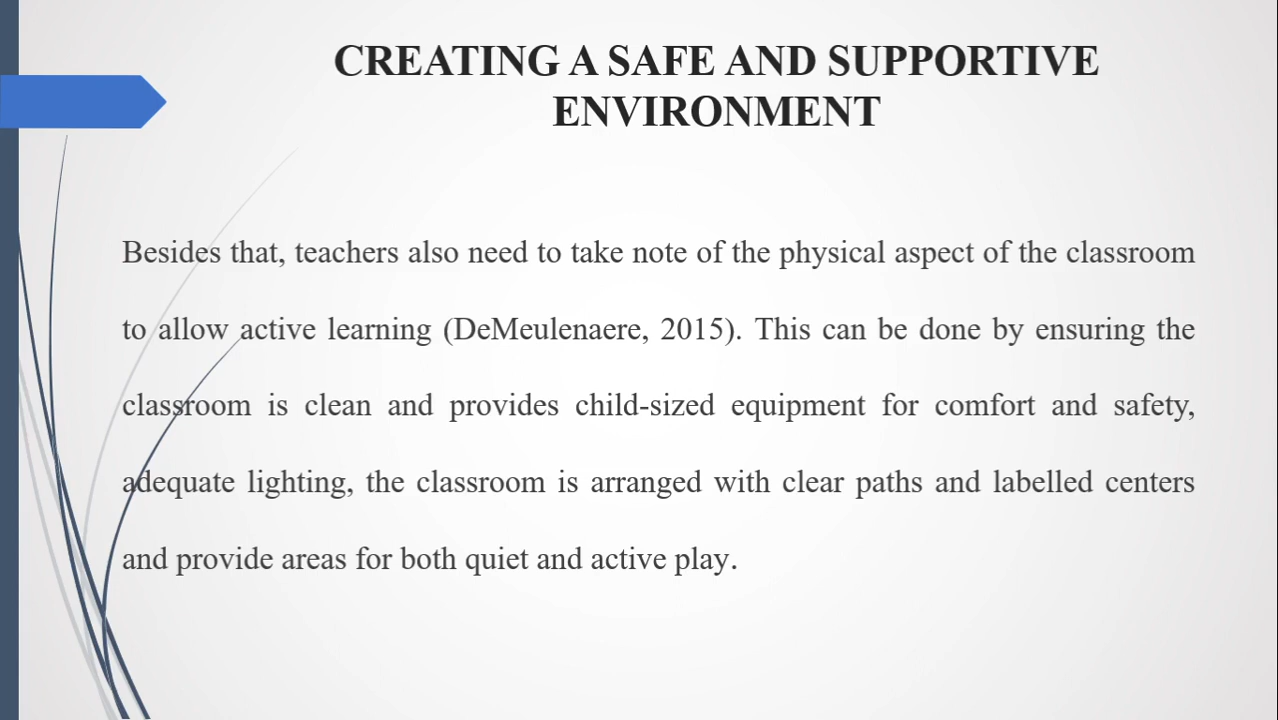 CREATING A SAFE AND SUPPORTIVE
ENVIRONMENT
Besides that, teachers also need to take note of the physical aspect of the classroom
to allow active learning (DeMeulenaere, 2015). This can be done by ensuring the
classroom is clean and provides child-sized equipment for comfort and safety,
adequate lighting, the classroom is arranged with clear paths and labelled centers
and provide areas for both quiet and active play.